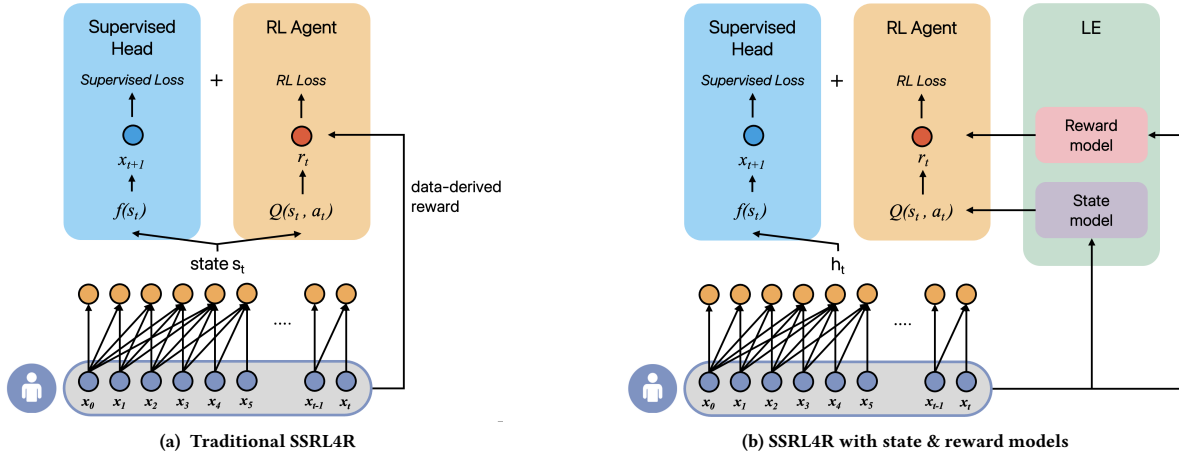 Supervised
Head
Supervised Loss
+
RL Agent
RL Loss
x_{t+1}
r_t
f(s_t)
Q(s_t , a_t)
data-derived
reward
state s_t
....
x_0 x_1 x_2 x_3 x_4 x_5 x_{t-1} x_t
(a) Traditional SSRL4R
Supervised
Head
Supervised Loss
+
RL Agent
RL Loss
LE
x_{t+1}
r_t
Reward
model
f(s_t)
Q(s_t , a_t)
State
model
h_t
....
x_0 x_1 x_2 x_3 x_4 x_5 x_{t-1} x_t
(b) SSRL4R with state & reward models